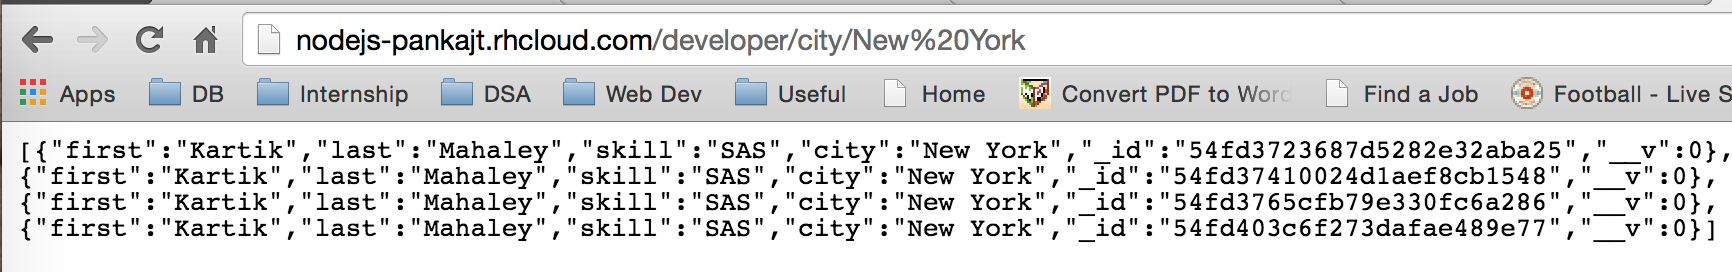 nodejs-pankajt.rhcloud.com/developer/city/New%20York
Apps DB Internship DSA Web Dev Useful Home Convert PDF to Word Find a Job Football - Live S
[{"first":"Kartik","last":"Mahaley","skill":"SAS","city":"New York","_id":"54fd3723687d5282e32aba25","__v":0},
{"first":"Kartik","last":"Mahaley","skill":"SAS","city":"New York","_id":"54fd37410024d1aef8cb1548","__v":0},
{"first":"Kartik","last":"Mahaley","skill":"SAS","city":"New York","_id":"54fd3765cfb79e330fc6a286","__v":0},
{"first":"Kartik","last":"Mahaley","skill":"SAS","city":"New York","_id":"54fd403c6f273dafae489e77","__v":0}]